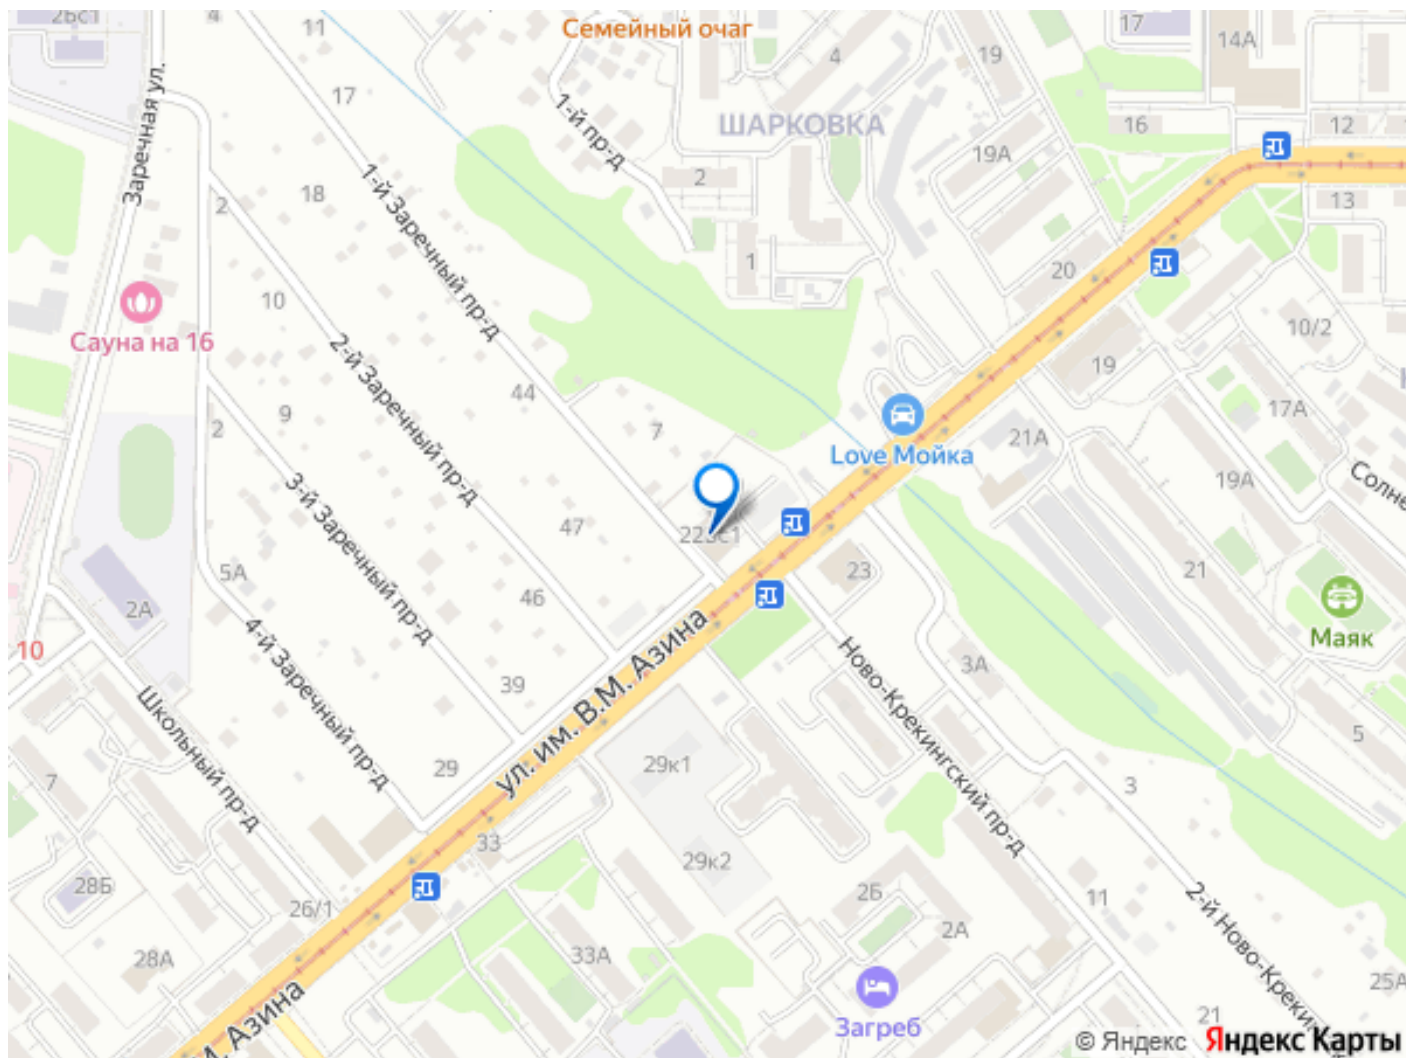 26с1
4
11
Семейный очаг
4
19
17
14А
Заречная ул.
17
1-й пр-д
ШАРКОВКА
16
12
19А
2
13
18
1-й Заречный пр-д
2
1
20
10
10/2
Сауна на 16
2-й Заречный пр-д
19
44
9
2
7
17А
21А
Love Мойка
19А
Солне
3-й Заречный пр-д
47
23
21
5А
46
2А
Маяк
10
4-й Заречный пр-д
39
3А
ул. им. В.М. Азина
Ново-Крекингский пр-д
Школьный пр-д
5
29
29к1
7
3
33
29к2
28Б
26
11
2-й Ново-Крекин
26/1
2А
33А
28А
25А
Загреб
21
м. Азина
© Яндекс Яндекс Карты